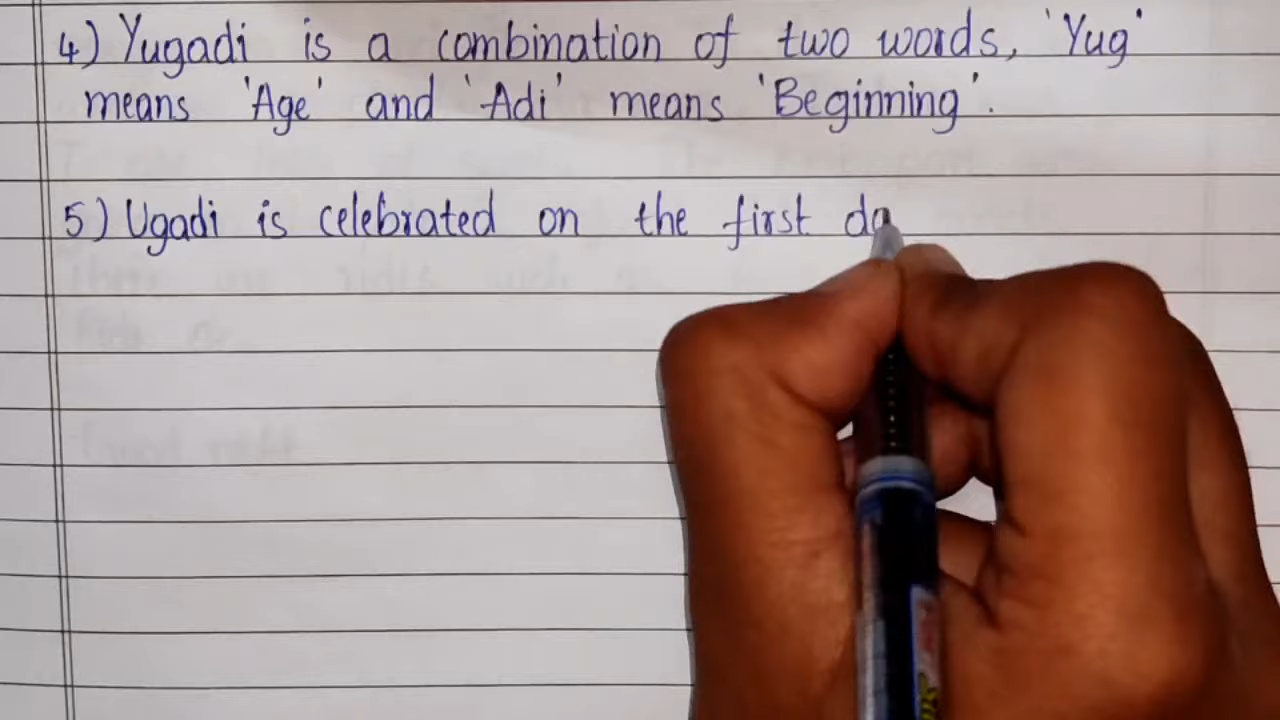 4) Yugadi is a combination of two words, 'Yug'
means 'Age' and 'Adi' means 'Beginning'.
5) Ugadi is celebrated on the first da